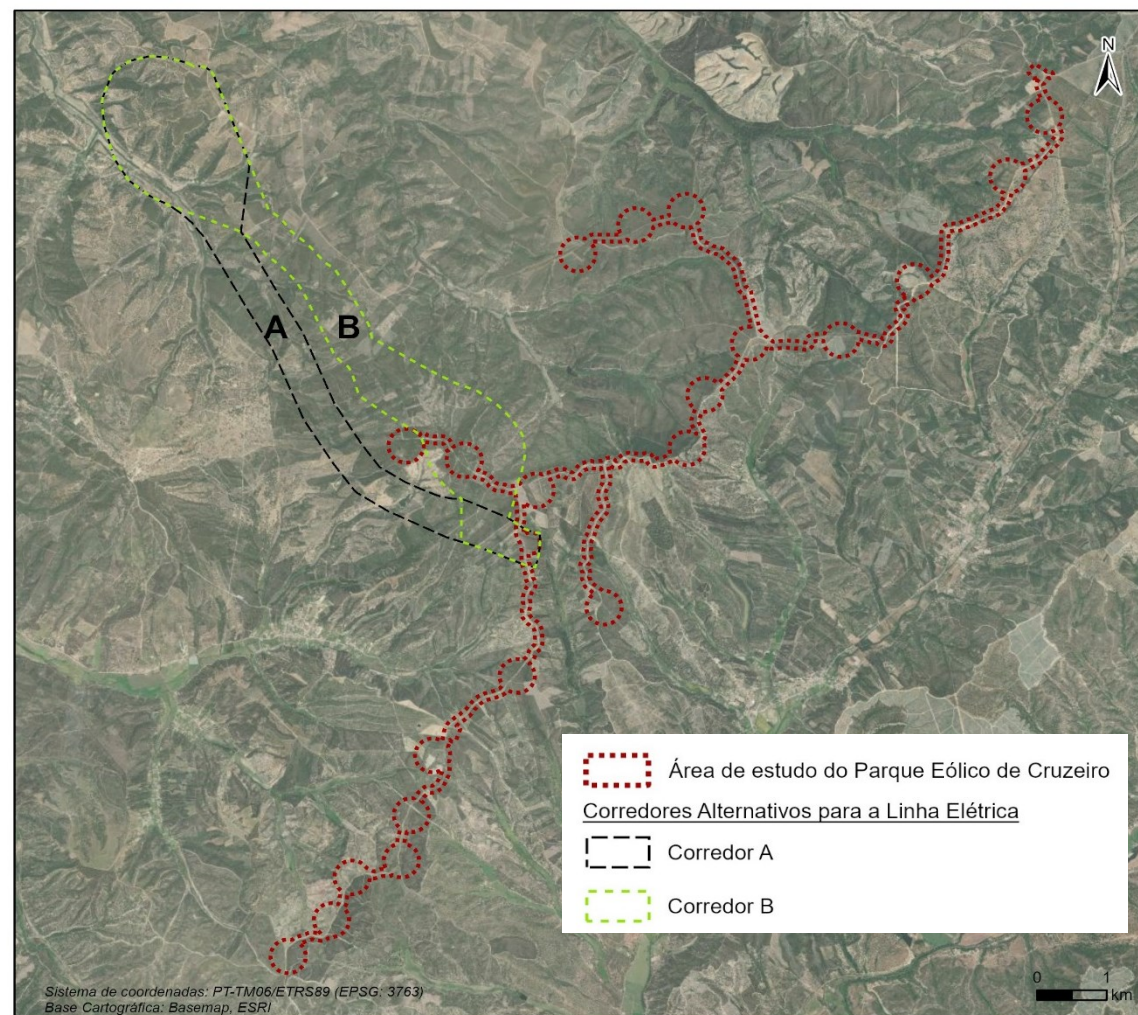 N
A
B
Área de estudo do Parque Eólico de Cruzeiro
Corredores Alternativos para a Linha Elétrica
Corredor A
Corredor B
0 1
km
Sistema de coordenadas: PT-TM06/ETRS89 (EPSG: 3763)
Base Cartográfica: Basemap, ESRI